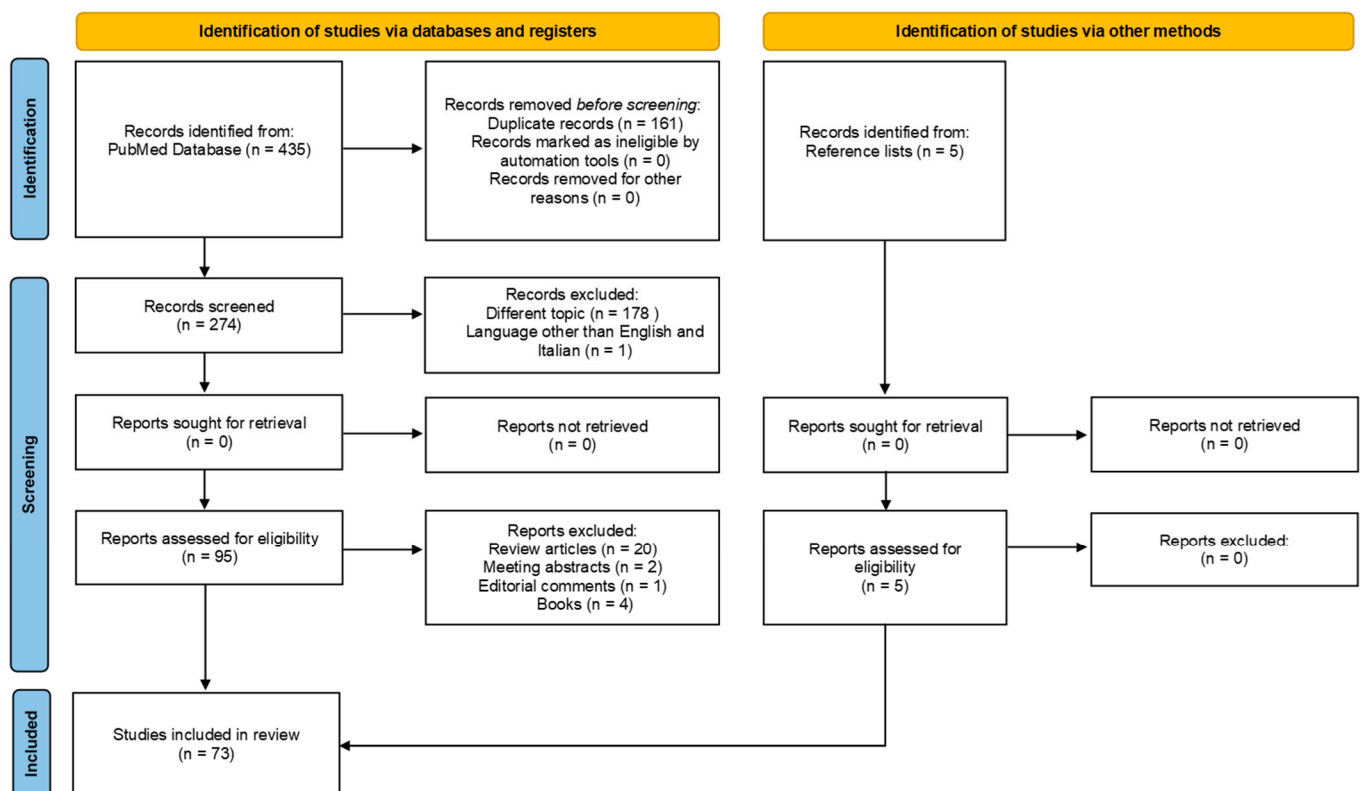 Identification of studies via databases and registers
Identification of studies via other methods
Identification
Records identified from:
PubMed Database (n = 435)
Records removed before screening:
Duplicate records (n = 161)
Records marked as ineligible by
automation tools (n = 0)
Records removed for other
reasons (n = 0)
Records identified from:
Reference lists (n = 5)
Screening
Records screened
(n = 274)
Records excluded:
Different topic (n = 178 )
Language other than English and
Italian (n = 1)
Reports sought for retrieval
(n = 0)
Reports not retrieved
(n = 0)
Reports sought for retrieval
(n = 0)
Reports not retrieved
(n = 0)
Reports assessed for eligibility
(n = 95)
Reports excluded:
Review articles (n = 20)
Meeting abstracts (n = 2)
Editorial comments (n = 1)
Books (n = 4)
Reports assessed for
eligibility
(n = 5)
Reports excluded:
(n = 0)
Included
Studies included in review
(n = 73)